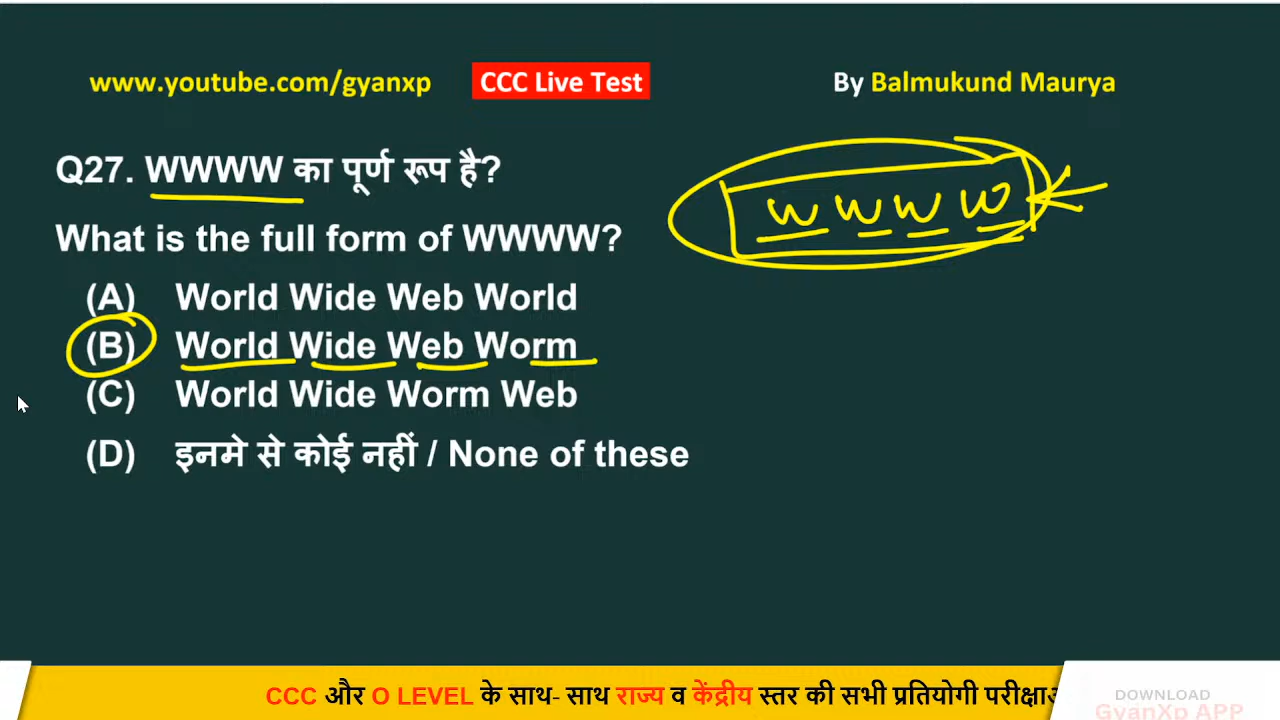 www.youtube.com/gyanxp CCC Live Test By Balmukund Maurya
Q27. WWWW का पूर्ण रूप है?
W W W W
What is the full form of WWWW?
(A) World Wide Web World
(B) World Wide Web Worm
(C) World Wide Worm Web
(D) इनमे से कोई नहीं / None of these
CCC और O LEVEL के साथ- साथ राज्य व केंद्रीय स्तर की सभी प्रतियोगी
DOWNLOAD
GyanXp APP